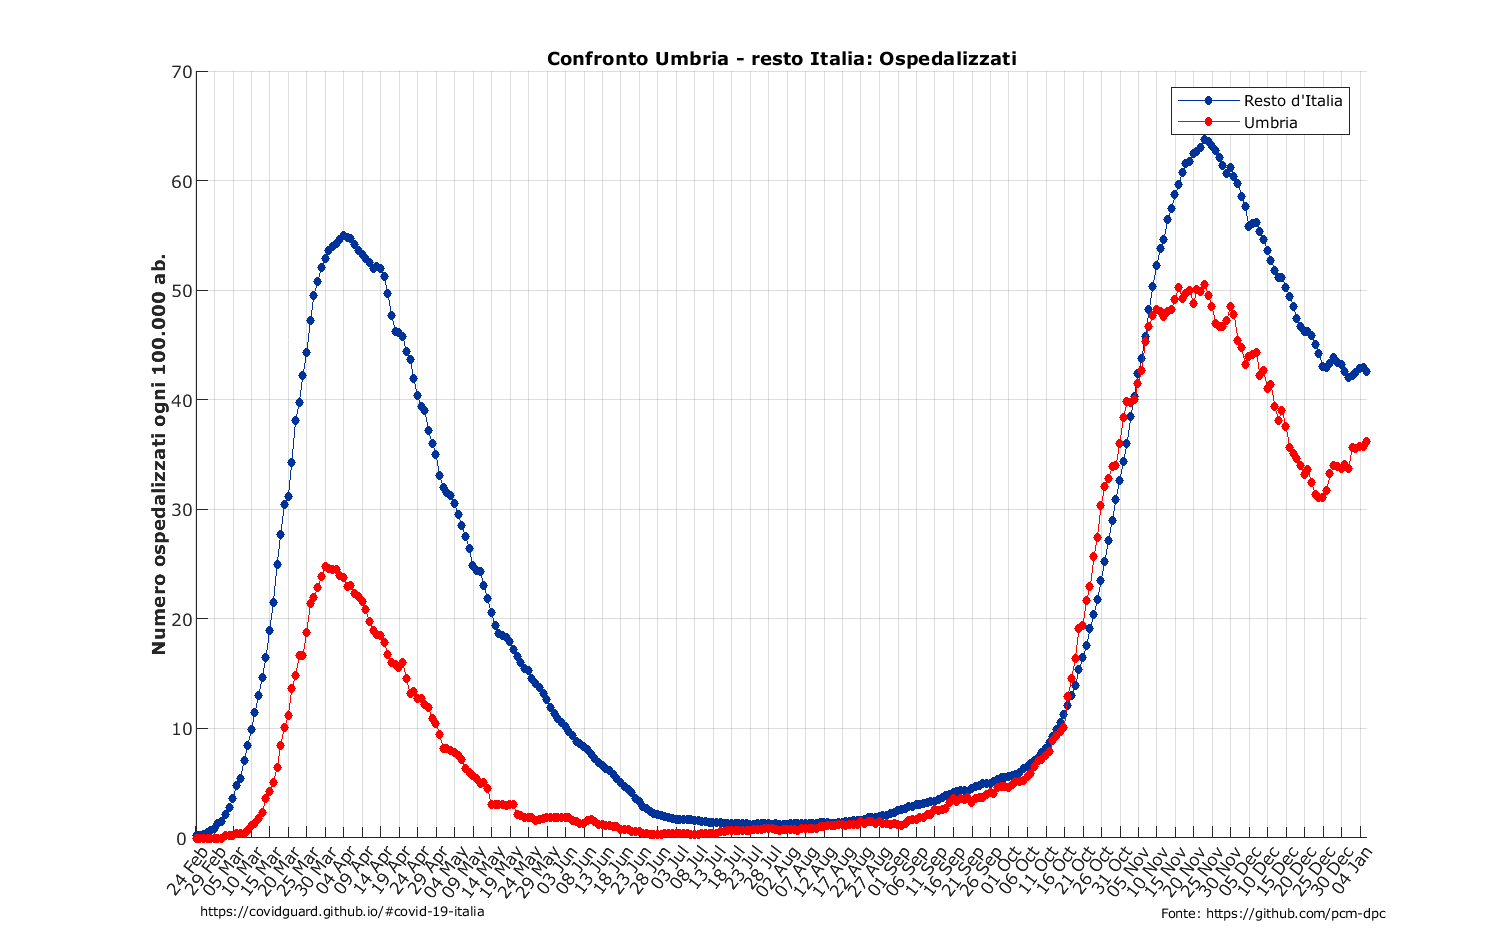 Confronto Umbria - resto Italia: Ospedalizzati
Numero ospedalizzati ogni 100.000 ab.
70
60
50
40
30
20
10
0
Resto d'Italia
Umbria
24 Feb
29 Feb
05 Mar
10 Mar
15 Mar
20 Mar
25 Mar
30 Mar
04 Apr
09 Apr
14 Apr
19 Apr
24 Apr
29 Apr
04 May
09 May
14 May
19 May
24 May
29 May
03 Jun
08 Jun
13 Jun
18 Jun
23 Jun
28 Jun
03 Jul
08 Jul
13 Jul
18 Jul
23 Jul
28 Jul
02 Aug
07 Aug
12 Aug
17 Aug
22 Aug
27 Aug
01 Sep
06 Sep
11 Sep
16 Sep
21 Sep
26 Sep
01 Oct
06 Oct
11 Oct
16 Oct
21 Oct
26 Oct
31 Oct
05 Nov
10 Nov
15 Nov
20 Nov
25 Nov
30 Nov
05 Dec
10 Dec
15 Dec
20 Dec
25 Dec
30 Dec
04 Jan
https://covidguard.github.io/#covid-19-italia
Fonte: https://github.com/pcm-dpc